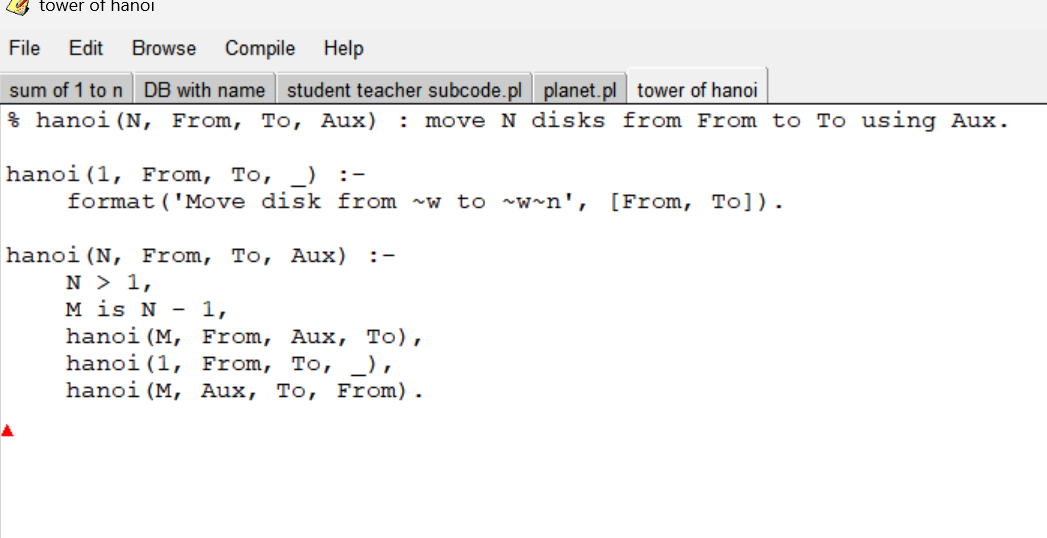 tower of hanoi
File Edit Browse Compile Help
sum of 1 to n DB with name student teacher subcode.pl planet.pl tower of hanoi
% hanoi(N, From, To, Aux) : move N disks from From to To using Aux.
hanoi(1, From, To, _) :-
    format('Move disk from ~w to ~w~n', [From, To]).
hanoi(N, From, To, Aux) :-
    N > 1,
    M is N - 1,
    hanoi(M, From, Aux, To),
    hanoi(1, From, To, _),
    hanoi(M, Aux, To, From).